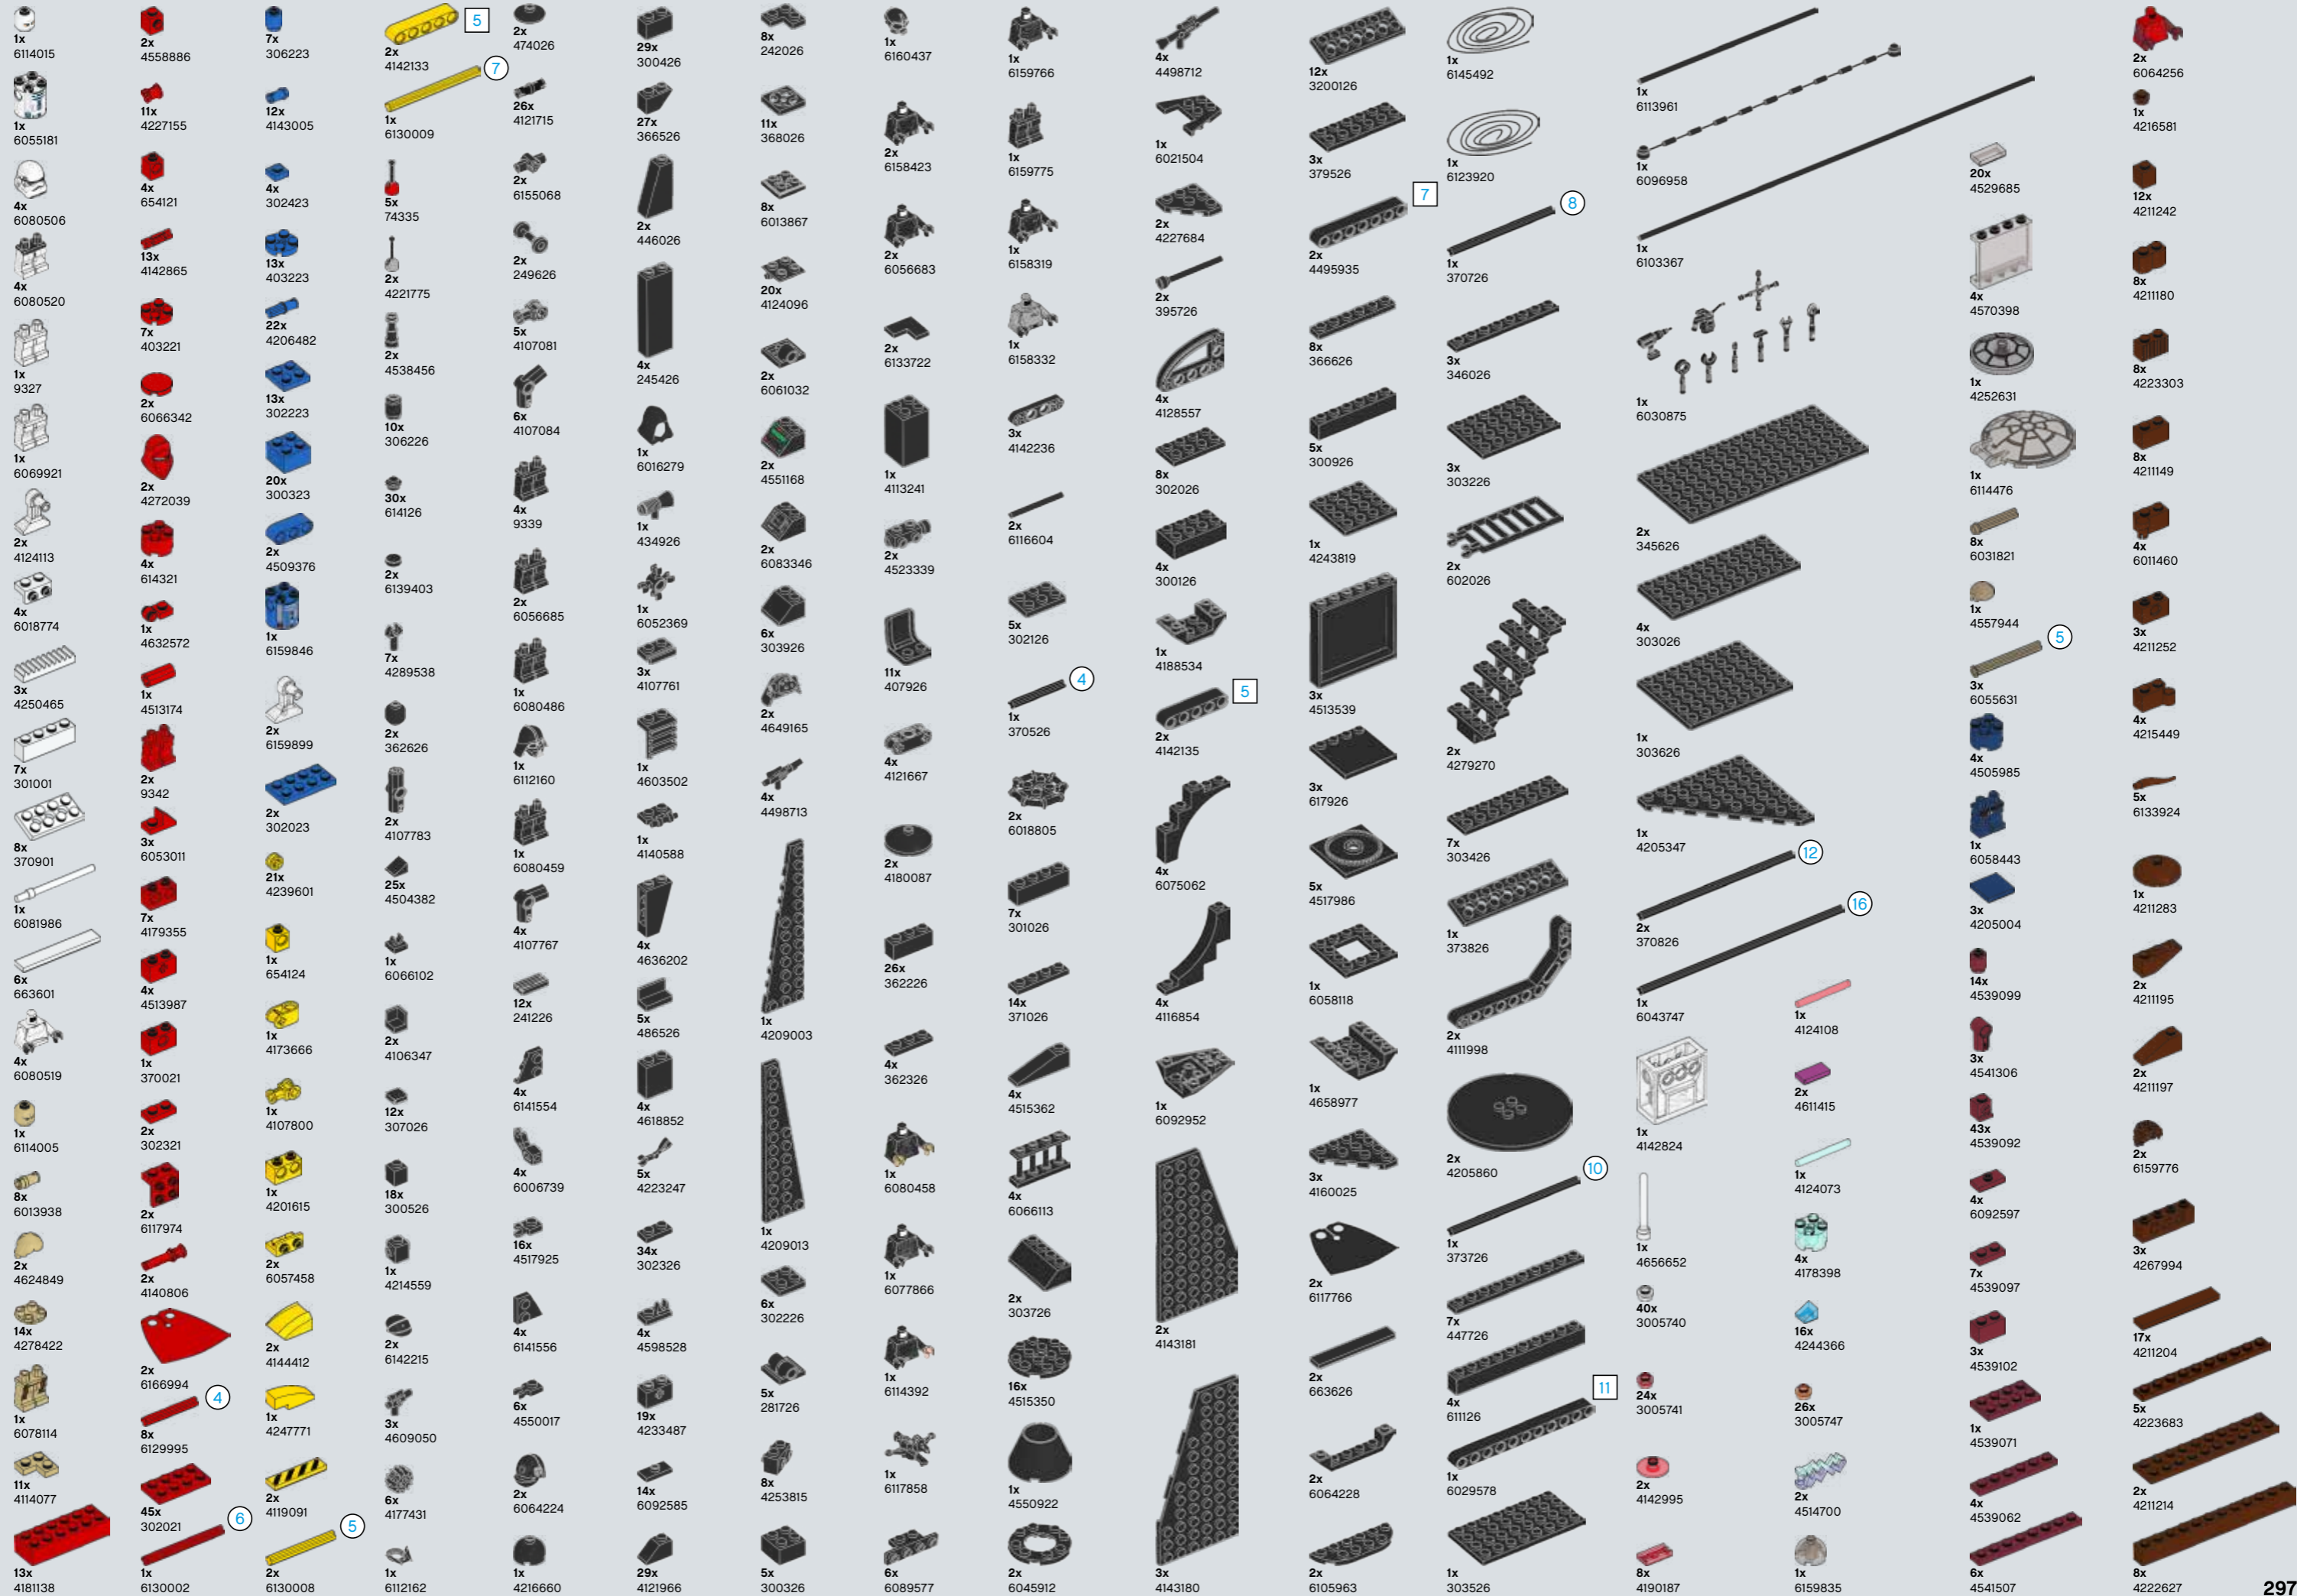 1x
6114015
1x
6055181
4x
6080506
4x
6080520
1x
9327
1x
6069921
2x
4124113
4x
6018774
3x
4250465
7x
301001
8x
370901
1x
6081986
6x
663601
4x
6080519
1x
6114005
8x
6013938
2x
4624849
14x
4278422
1x
6078114
11x
4114077
13x
4181138
2x
4558886
11x
4227155
4x
654121
13x
4142865
7x
403221
2x
6066342
2x
4272039
4x
614321
1x
4632572
1x
4513174
2x
9342
3x
6053011
7x
4179355
4x
4513987
1x
370021
2x
302321
2x
6117974
2x
4140806
2x
6166994
4
8x
6129995
45x
302021
6
1x
6130002
7x
306223
12x
4143005
4x
302423
13x
403223
22x
4206482
13x
302223
20x
300323
2x
4509376
1x
6159846
2x
6159899
2x
302023
21x
4239601
1x
654124
1x
4173666
1x
4107800
1x
4201615
2x
6057458
2x
4144412
1x
4247771
2x
4119091
5
2x
6130008
5
2x
4142133
7
1x
6130009
5x
74335
2x
4221775
2x
4538456
10x
306226
30x
614126
2x
6139403
7x
4289538
2x
362626
2x
4107783
25x
4504382
1x
6066102
2x
4106347
12x
307026
18x
300526
1x
4214559
2x
6142215
3x
4609050
6x
4177431
1x
6112162
2x
474026
26x
4121715
2x
6155068
2x
249626
5x
4107081
6x
4107084
4x
9339
2x
6056685
1x
6080486
1x
6112160
1x
6080459
4x
4107767
12x
241226
4x
6141554
4x
6006739
16x
4517925
4x
6141556
6x
4550017
2x
6064224
1x
4216660
29x
300426
27x
366526
2x
446026
4x
245426
1x
6016279
1x
434926
1x
6052369
3x
4107761
1x
4603502
1x
4140588
4x
4636202
5x
486526
4x
4618852
5x
4223247
34x
302326
4x
4598528
19x
4233487
14x
6092585
29x
4121966
8x
242026
11x
368026
8x
6013867
20x
4124096
2x
6061032
2x
4551168
2x
6083346
6x
303926
2x
4649165
4x
4498713
1x
4209003
1x
4209013
6x
302226
5x
281726
8x
4253815
5x
300326
1x
6160437
2x
6158423
2x
6056683
2x
6133722
1x
4113241
2x
4523339
11x
407926
4x
4121667
2x
4180087
26x
362226
4x
362326
1x
6080458
1x
6077866
1x
6114392
1x
6117858
6x
6089577
1x
6159766
1x
6159775
1x
6158319
1x
6158332
3x
4142236
2x
6116604
5x
302126
4
1x
370526
2x
6018805
7x
301026
14x
371026
4x
4515362
4x
6066113
2x
303726
16x
4515350
1x
4550922
2x
6045912
4x
4498712
1x
6021504
2x
4227684
2x
395726
4x
4128557
8x
302026
4x
300126
1x
4188534
5
2x
4142135
4x
6075062
4x
4116854
1x
6092952
2x
4143181
3x
4143180
12x
3200126
3x
379526
7
2x
4495935
8x
366626
5x
300926
1x
4243819
3x
4513539
3x
617926
5x
4517986
1x
6058118
1x
4658977
3x
4160025
2x
6117766
2x
663626
2x
6064228
2x
6105963
1x
6145492
1x
6123920
8
1x
370726
3x
346026
3x
303226
2x
602026
2x
4279270
7x
303426
1x
373826
2x
4111998
2x
4205860
10
1x
373726
7x
447726
4x
611126
11
1x
6029578
1x
303526
1x
6113961
1x
6096958
1x
6103367
1x
6030875
2x
345626
4x
303026
1x
303626
1x
4205347
12
2x
370826
16
1x
6043747
1x
4142824
1x
4656652
40x
3005740
24x
3005741
2x
4142995
8x
4190187
1x
4124108
2x
4611415
1x
4124073
4x
4178398
16x
4244366
26x
3005747
2x
4514700
1x
6159835
20x
4529685
4x
4570398
1x
4252631
1x
6114476
8x
6031821
1x
4557944
5
3x
6055631
4x
4505985
1x
6058443
3x
4205004
14x
4539099
3x
4541306
43x
4539092
4x
6092597
7x
4539097
3x
4539102
1x
4539071
4x
4539062
6x
4541507
2x
6064256
1x
4216581
12x
4211242
8x
4211180
8x
4223303
8x
4211149
4x
6011460
3x
4211252
4x
4215449
5x
6133924
1x
4211283
2x
4211195
2x
4211197
2x
6159776
3x
4267994
17x
4211204
5x
4223683
2x
4211214
8x
4222627
297